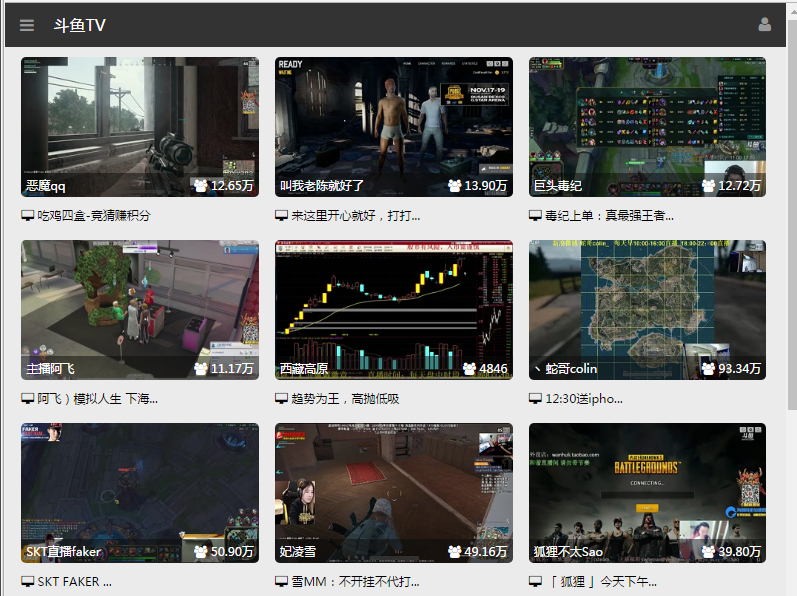 斗鱼TV
恶魔qq 12.65万
吃鸡四盒-竞猜赚积分
READY
NOV.17-19
叫我老陈就好了 13.90万
来这里开心就好，打打...
巨头毒纪 12.72万
毒纪上单：真最强王者...
主播阿飞 11.17万
阿飞）模拟人生 下海...
西藏高原 4846
趋势为王，高抛低吸
丶 蛇哥colin 93.34万
12:30送ipho...
FAKER
SKT直播faker 50.90万
SKT FAKER ...
妃凌雪 49.16万
雪MM：不开挂不代打...
BATTLEGROUNDS
CONNECTING...
狐狸不太Sao 39.80万
「 狐狸 」今天下午...